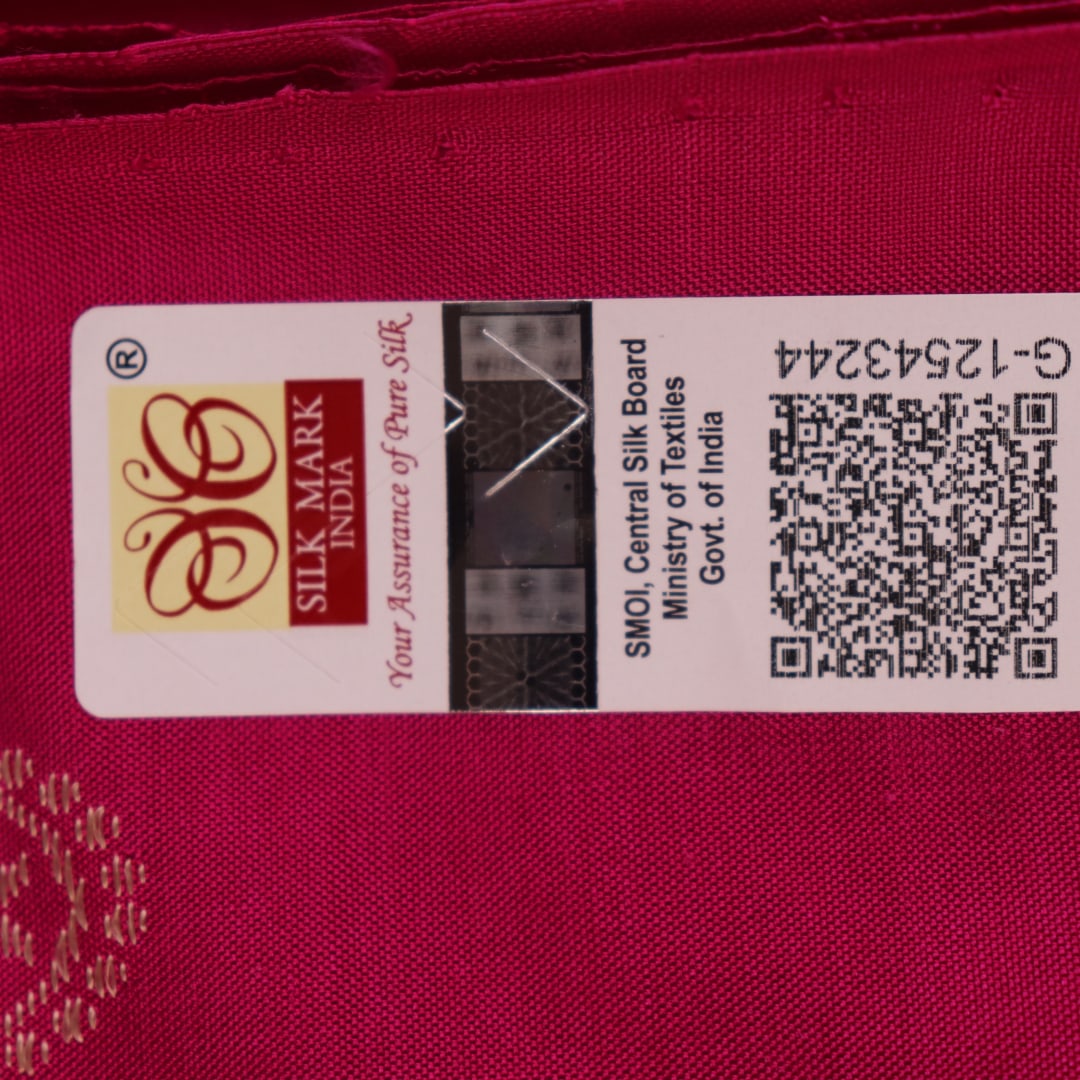 ®
SILK MARK
INDIA
Your Assurance of Pure Silk
SMOI, Central Silk Board
Ministry of Textiles
Govt. of India
G-12543244